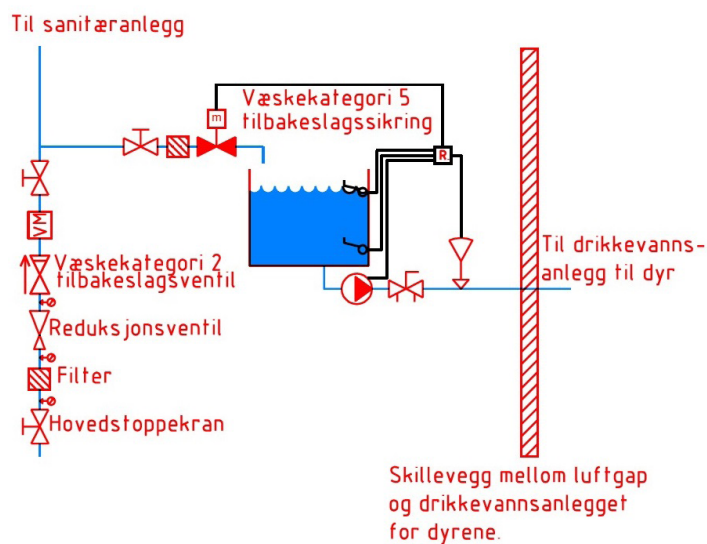 Til sanitæranlegg
Væskekategori 5
tilbakeslagssikring
m
R
VM
Væskekategori 2
tilbakeslagsventil
Til drikkevanns-
anlegg til dyr
Reduksjonsventil
Filter
Hovedstoppekran
Skillevegg mellom luftgap
og drikkevannsanlegget
for dyrene.